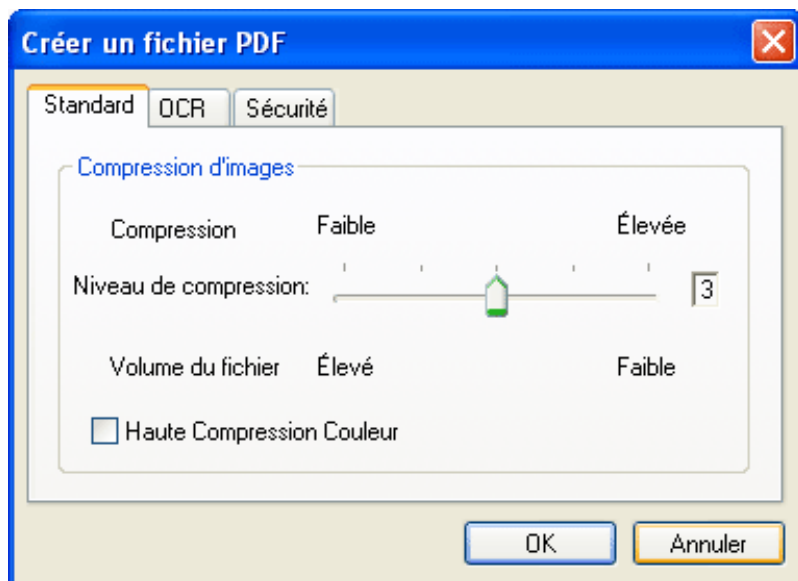 Créer un fichier PDF
Standard OCR Sécurité
Compression d'images
Compression Faible Élevée
Niveau de compression: 3
Volume du fichier Élevé Faible
Haute Compression Couleur
OK Annuler